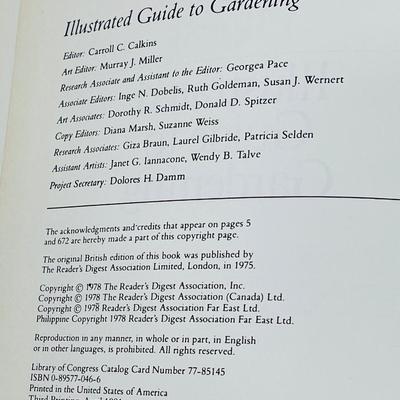 Illustrated Guide to Gardening
Editor: Carroll C. Calkins
Art Editor: Murray J. Miller
Research Associate and Assistant to the Editor: Georgea Pace
Associate Editors: Inge N. Dobelis, Ruth Goldeman, Susan J. Wernert
Art Associates: Dorothy R. Schmidt, Donald D. Spitzer
Copy Editors: Diana Marsh, Suzanne Weiss
Research Associates: Giza Braun, Laurel Gilbride, Patricia Selden
Assistant Artists: Janet G. Iannacone, Wendy B. Talve
Project Secretary: Dolores H. Damm
The acknowledgments and credits that appear on pages 5
and 672 are hereby made a part of this copyright page.
The original British edition of this book was published by
The Reader's Digest Association Limited, London, in 1975.
Copyright © 1978 The Reader's Digest Association, Inc.
Copyright © 1978 The Reader's Digest Association (Canada) Ltd.
Copyright © 1978 Reader's Digest Association Far East Ltd.
Philippine Copyright 1978 Reader's Digest Association Far East Ltd.
Reproduction in any manner, in whole or in part, in English
or in other languages, is prohibited. All rights reserved.
Library of Congress Catalog Card Number 77-85145
ISBN 0-89577-046-6
Printed in the United States of America
Third Printing,